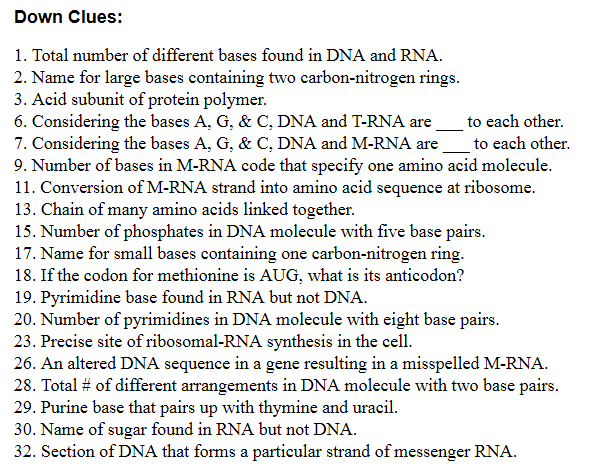 Down Clues:
1. Total number of different bases found in DNA and RNA.
2. Name for large bases containing two carbon-nitrogen rings.
3. Acid subunit of protein polymer.
6. Considering the bases A, G, & C, DNA and T-RNA are ___ to each other.
7. Considering the bases A, G, & C, DNA and M-RNA are ___ to each other.
9. Number of bases in M-RNA code that specify one amino acid molecule.
11. Conversion of M-RNA strand into amino acid sequence at ribosome.
13. Chain of many amino acids linked together.
15. Number of phosphates in DNA molecule with five base pairs.
17. Name for small bases containing one carbon-nitrogen ring.
18. If the codon for methionine is AUG, what is its anticodon?
19. Pyrimidine base found in RNA but not DNA.
20. Number of pyrimidines in DNA molecule with eight base pairs.
23. Precise site of ribosomal-RNA synthesis in the cell.
26. An altered DNA sequence in a gene resulting in a misspelled M-RNA.
28. Total # of different arrangements in DNA molecule with two base pairs.
29. Purine base that pairs up with thymine and uracil.
30. Name of sugar found in RNA but not DNA.
32. Section of DNA that forms a particular strand of messenger RNA.